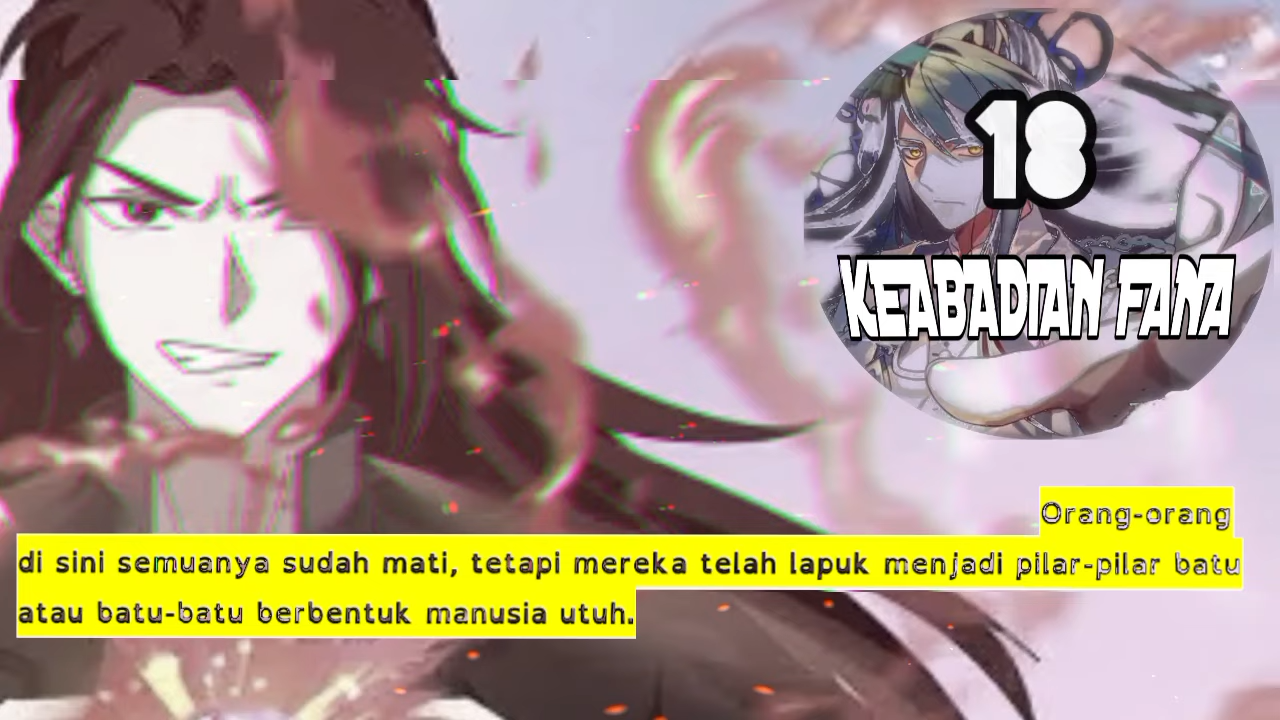 18
KEABADIAN FANA
Orang-orang
di sini semuanya sudah mati, tetapi mereka telah lapuk menjadi pilar-pilar batu
atau batu-batu berbentuk manusia utuh.